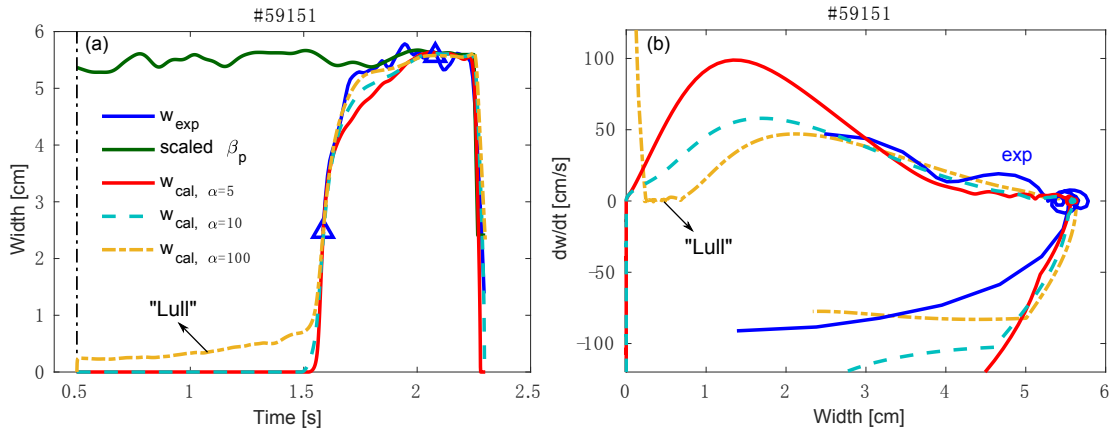 #59151
(a)
6
5
4
3
2
1
0
Width [cm]
w_exp
scaled β_p
w_cal, α=5
w_cal, α=10
w_cal, α=100
"Lull"
0.5 1 1.5 2 2.5
Time [s]
#59151
(b)
100
50
0
-50
-100
dw/dt [cm/s]
exp
"Lull"
0 1 2 3 4 5 6
Width [cm]